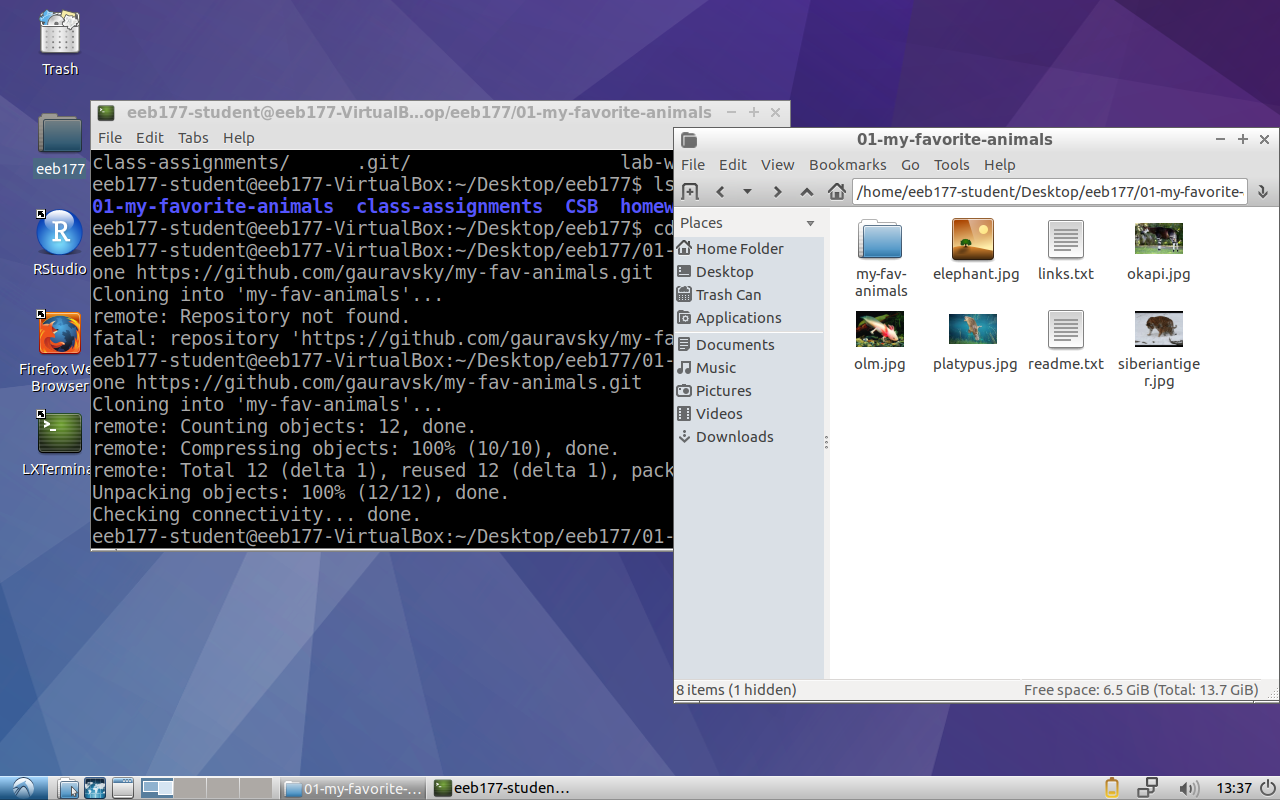 Trash
eeb177
RStudio
Firefox We
Browser
LXTermina
eeb177-student@eeb177-VirtualB...op/eeb177/01-my-favorite-animals
File Edit Tabs Help
class-assignments/ .git/ lab-w
eeb177-student@eeb177-VirtualBox:~/Desktop/eeb177$ ls
01-my-favorite-animals class-assignments CSB homew
eeb177-student@eeb177-VirtualBox:~/Desktop/eeb177$ cd
eeb177-student@eeb177-VirtualBox:~/Desktop/eeb177/01-
one https://github.com/gauravsky/my-fav-animals.git
Cloning into 'my-fav-animals'...
remote: Repository not found.
fatal: repository 'https://github.com/gauravsky/my-fa
eeb177-student@eeb177-VirtualBox:~/Desktop/eeb177/01-
one https://github.com/gauravsk/my-fav-animals.git
Cloning into 'my-fav-animals'...
remote: Counting objects: 12, done.
remote: Compressing objects: 100% (10/10), done.
remote: Total 12 (delta 1), reused 12 (delta 1), pack
Unpacking objects: 100% (12/12), done.
Checking connectivity... done.
eeb177-student@eeb177-VirtualBox:~/Desktop/eeb177/01-
01-my-favorite-animals
File Edit View Bookmarks Go Tools Help
/home/eeb177-student/Desktop/eeb177/01-my-favorite-
Places
Home Folder
Desktop
Trash Can
Applications
Documents
Music
Pictures
Videos
Downloads
my-fav-
animals
elephant.jpg
links.txt
okapi.jpg
olm.jpg
platypus.jpg
readme.txt
siberiantige
r.jpg
8 items (1 hidden)
Free space: 6.5 GiB (Total: 13.7 GiB)
01-my-favorite-...
eeb177-studen...
13:37